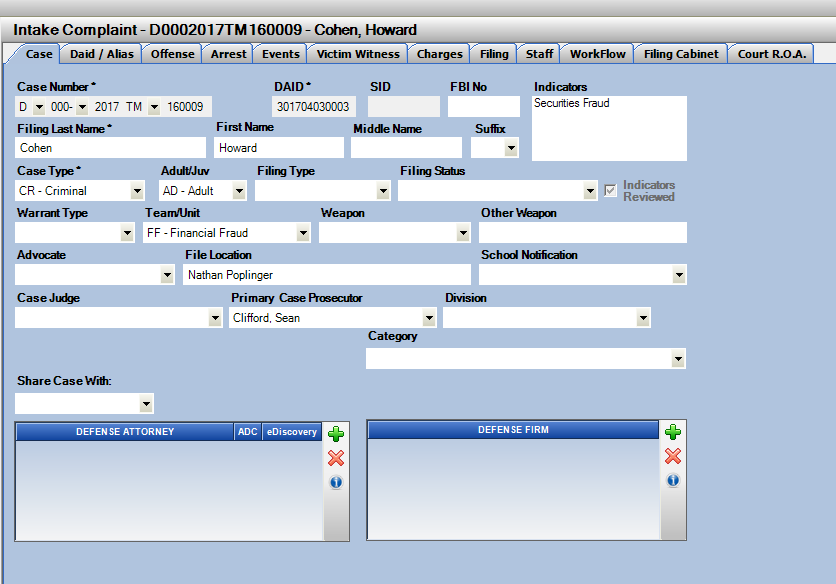 Intake Complaint - D0002017TM160009 - Cohen, Howard
Case Daid / Alias Offense Arrest Events Victim Witness Charges Filing Staff WorkFlow Filing Cabinet Court R.O.A.
Case Number * DAID * SID FBI No Indicators
D 000- 2017 TM 160009 301704030003 Securities Fraud
Filing Last Name * First Name Middle Name Suffix
Cohen Howard
Case Type * Adult/Juv Filing Type Filing Status
CR - Criminal AD - Adult Indicators
Reviewed
Warrant Type Team/Unit Weapon Other Weapon
FF - Financial Fraud
Advocate File Location School Notification
Nathan Poplinger
Case Judge Primary Case Prosecutor Division
Clifford, Sean
Category
Share Case With:
DEFENSE ATTORNEY ADC eDiscovery DEFENSE FIRM